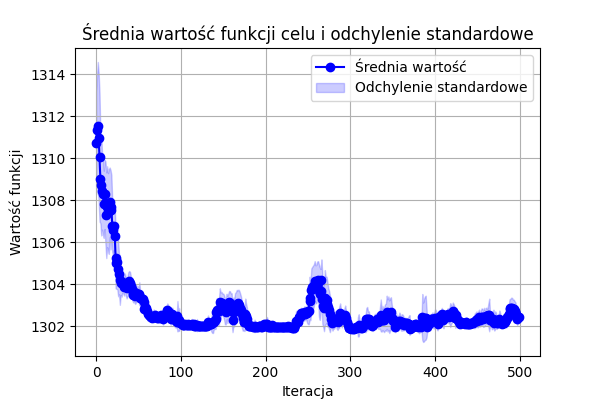 Średnia wartość funkcji celu i odchylenie standardowe
Średnia wartość
Odchylenie standardowe
Wartość funkcji
1314
1312
1310
1308
1306
1304
1302
0 100 200 300 400 500
Iteracja